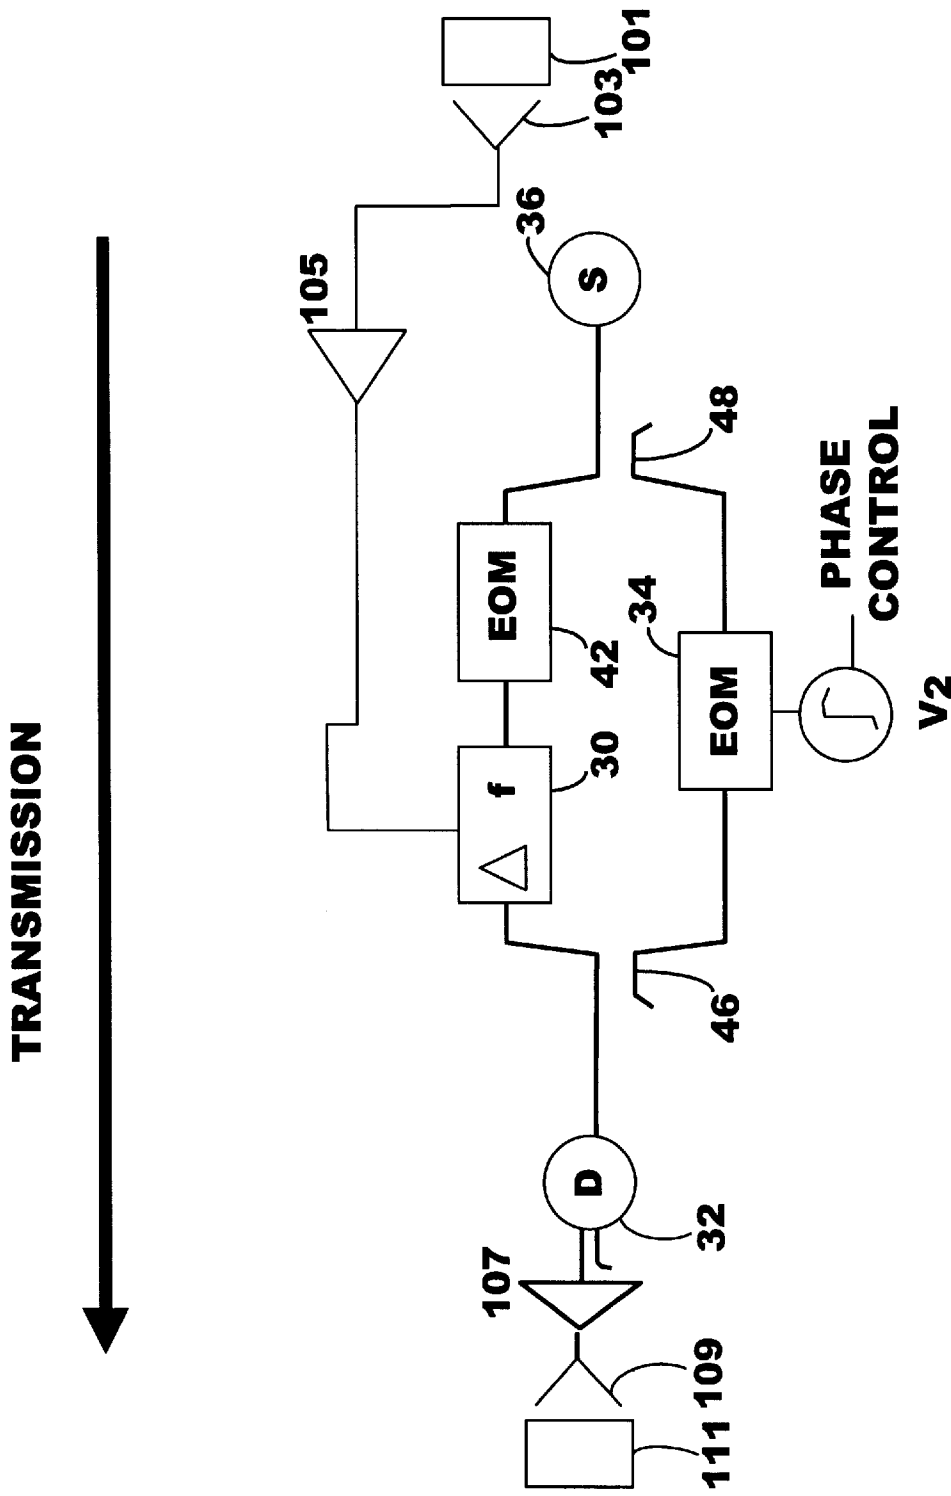 TRANSMISSION
105
103
101
36
S
EOM
42
f
30
48
34
EOM
PHASE
CONTROL
V2
46
D
32
107
109
111